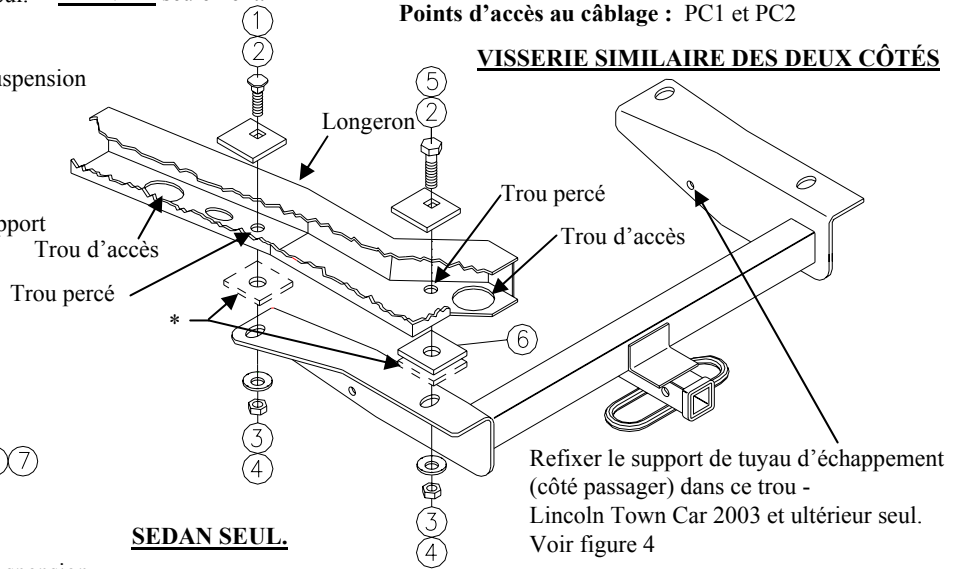 Points d’accès au câblage : PC1 et PC2
VISSERIE SIMILAIRE DES DEUX CÔTÉS
1
2
uspension
5
2
Longeron
Trou percé
pport
Trou d’accès
Trou d’accès
Trou percé
*
6
3
4
7
Refixer le support de tuyau d’échappement
(côté passager) dans ce trou -
Lincoln Town Car 2003 et ultérieur seul.
Voir figure 4
3
4
SEDAN SEUL.